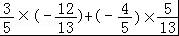 3/5 × (-12/13) + (-4/5) × 5/13